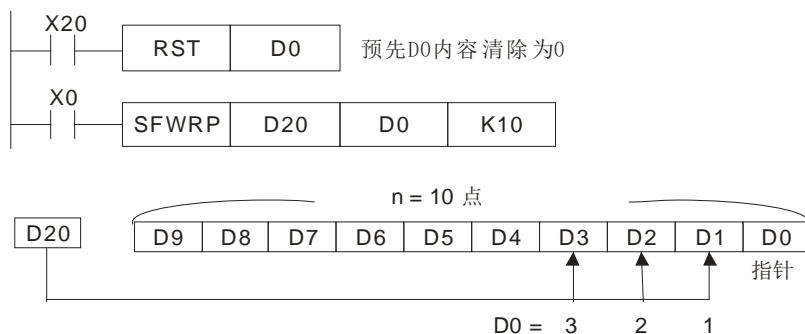 X20
RST D0 预先D0内容清除为0
X0
SFWRP D20 D0 K10
n = 10 点
D20 D9 D8 D7 D6 D5 D4 D3 D2 D1 D0
指针
D0 = 3 2 1